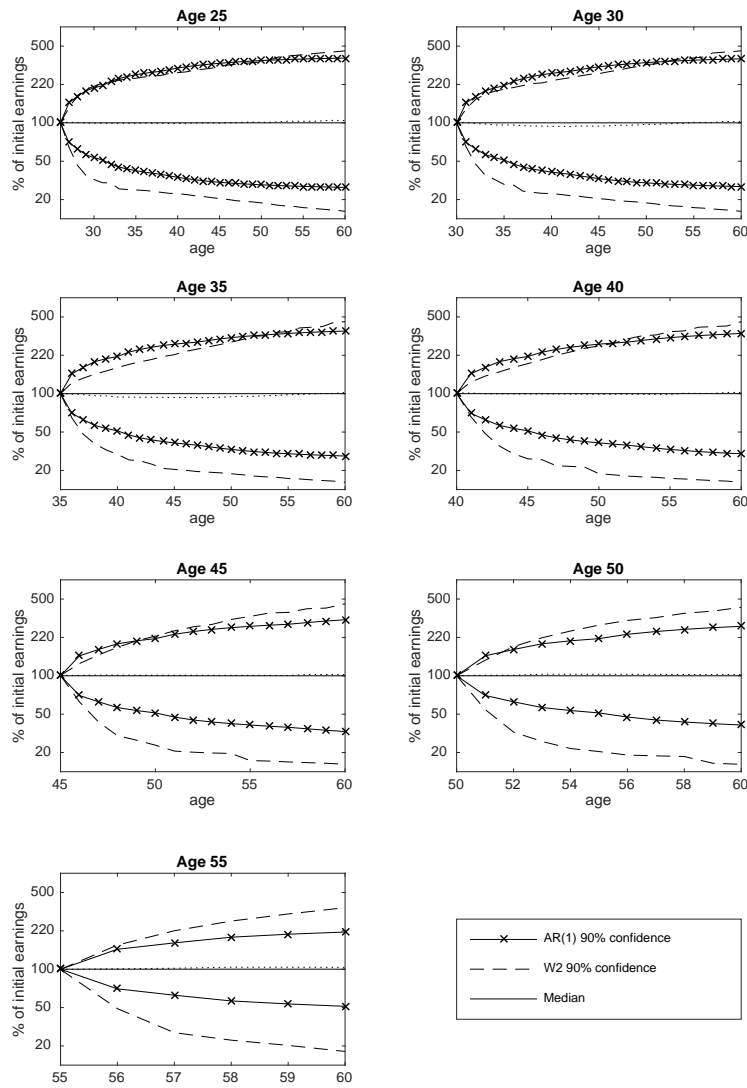 Age 25
500
220
100
50
20
% of initial earnings
30 35 40 45 50 55 60
age
Age 30
500
220
100
50
20
% of initial earnings
30 35 40 45 50 55 60
age
Age 35
500
220
100
50
20
% of initial earnings
35 40 45 50 55 60
age
Age 40
500
220
100
50
20
% of initial earnings
40 45 50 55 60
age
Age 45
500
220
100
50
20
% of initial earnings
45 50 55 60
age
Age 50
500
220
100
50
20
% of initial earnings
50 52 54 56 58 60
age
Age 55
500
220
100
50
20
% of initial earnings
55 56 57 58 59 60
age
AR(1) 90% confidence
W2 90% confidence
Median